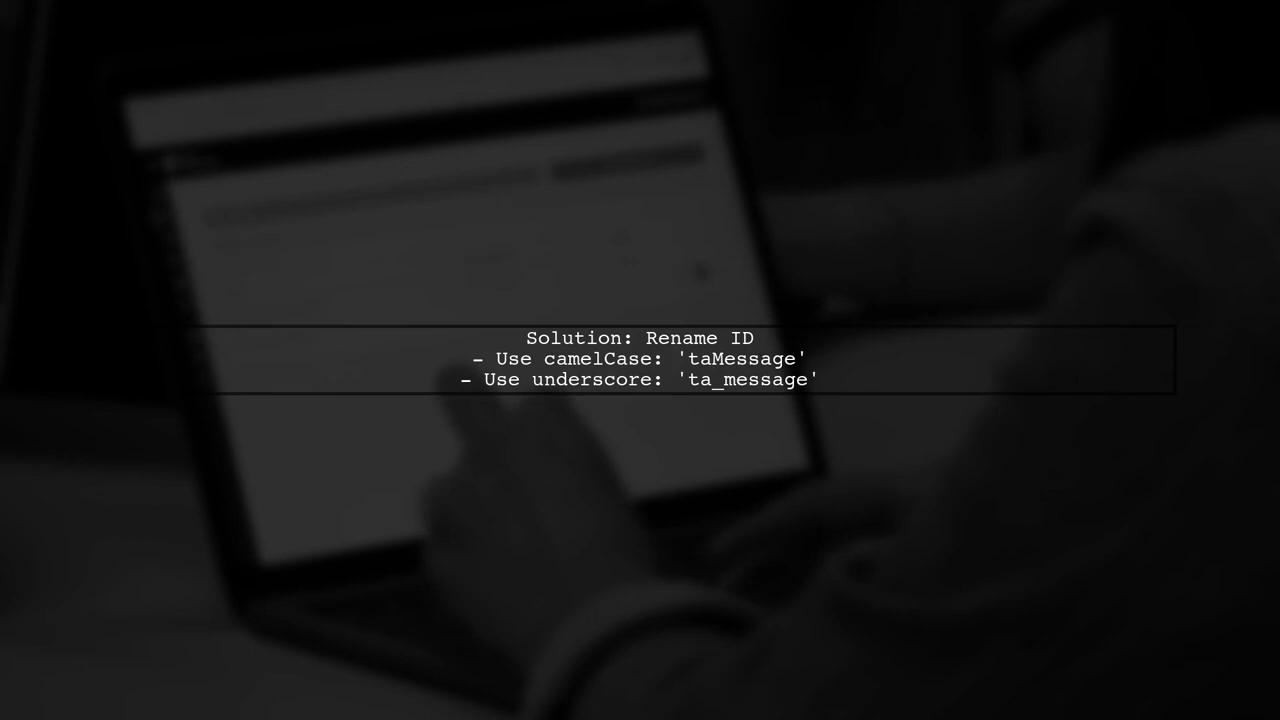 Solution: Rename ID
- Use camelCase: 'taMessage'
- Use underscore: 'ta_message'